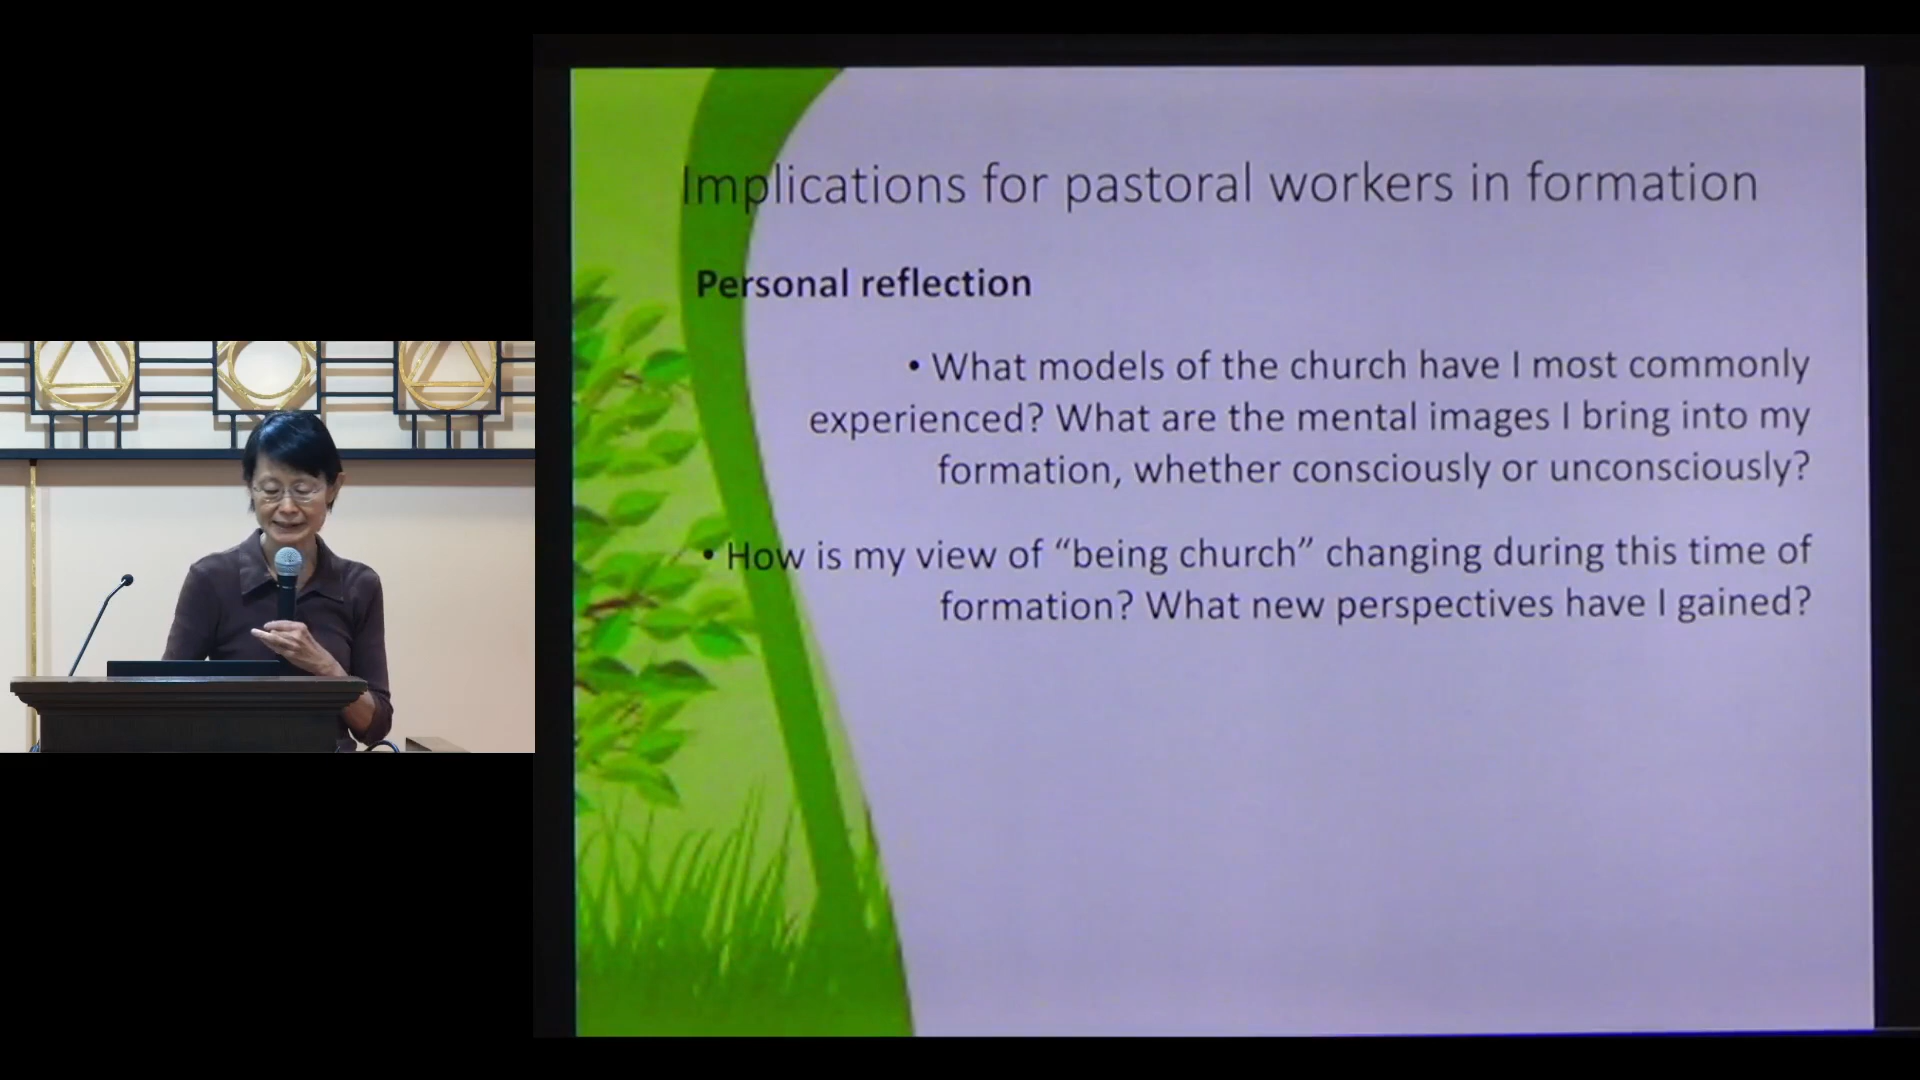 Implications for pastoral workers in formation
Personal reflection
• What models of the church have I most commonly
experienced? What are the mental images I bring into my
formation, whether consciously or unconsciously?
• How is my view of “being church” changing during this time of
formation? What new perspectives have I gained?